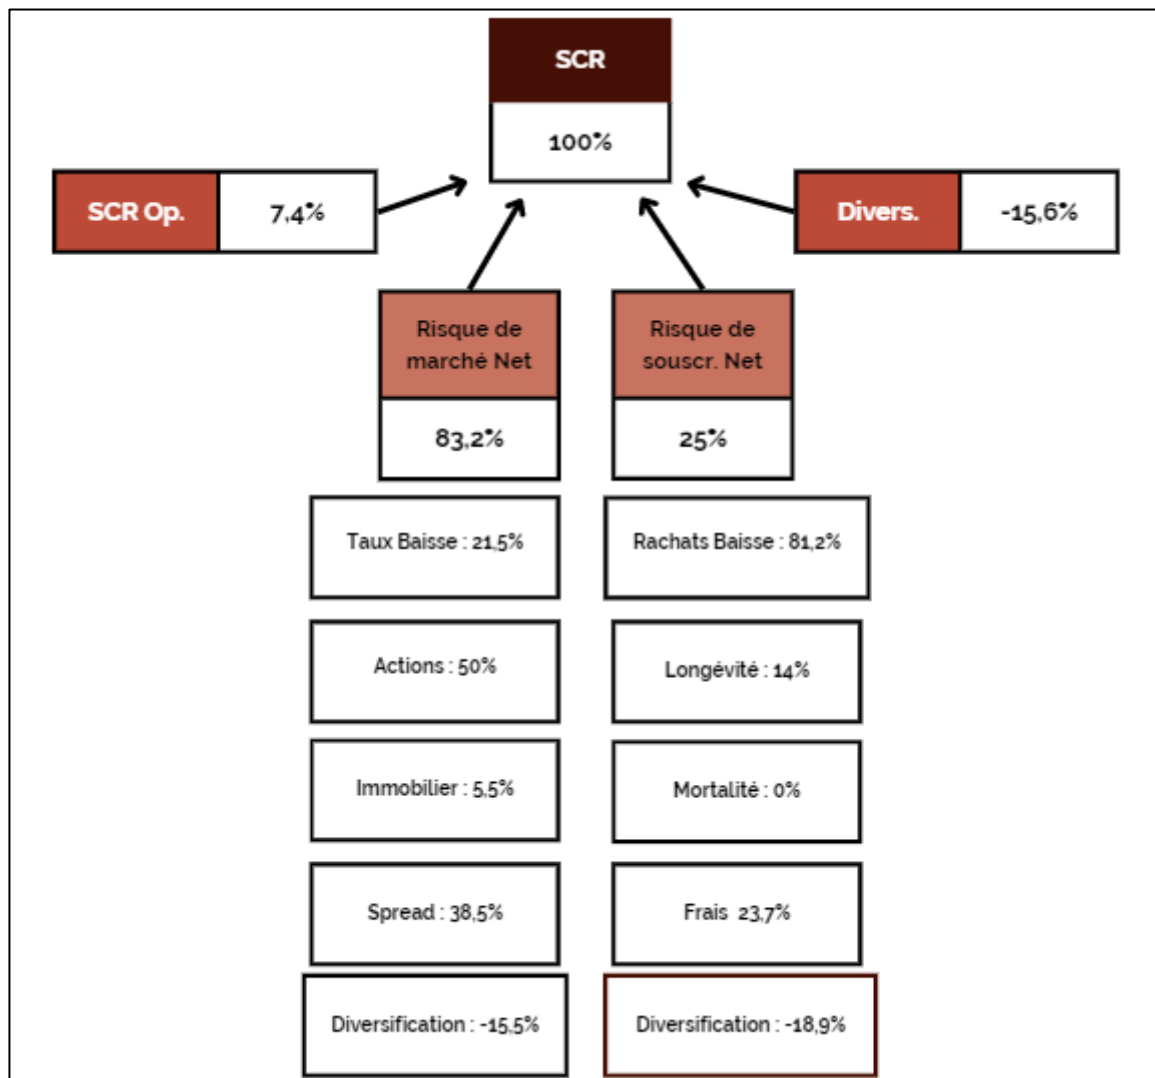 SCR
100%
SCR Op.
7,4%
Divers.
-15,6%
Risque de
marché Net
83,2%
Risque de
souscr. Net
25%
Taux Baisse : 21,5%
Rachats Baisse : 81,2%
Actions : 50%
Longévité : 14%
Immobilier : 5,5%
Mortalité : 0%
Spread : 38,5%
Frais 23,7%
Diversification : -15,5%
Diversification : -18,9%